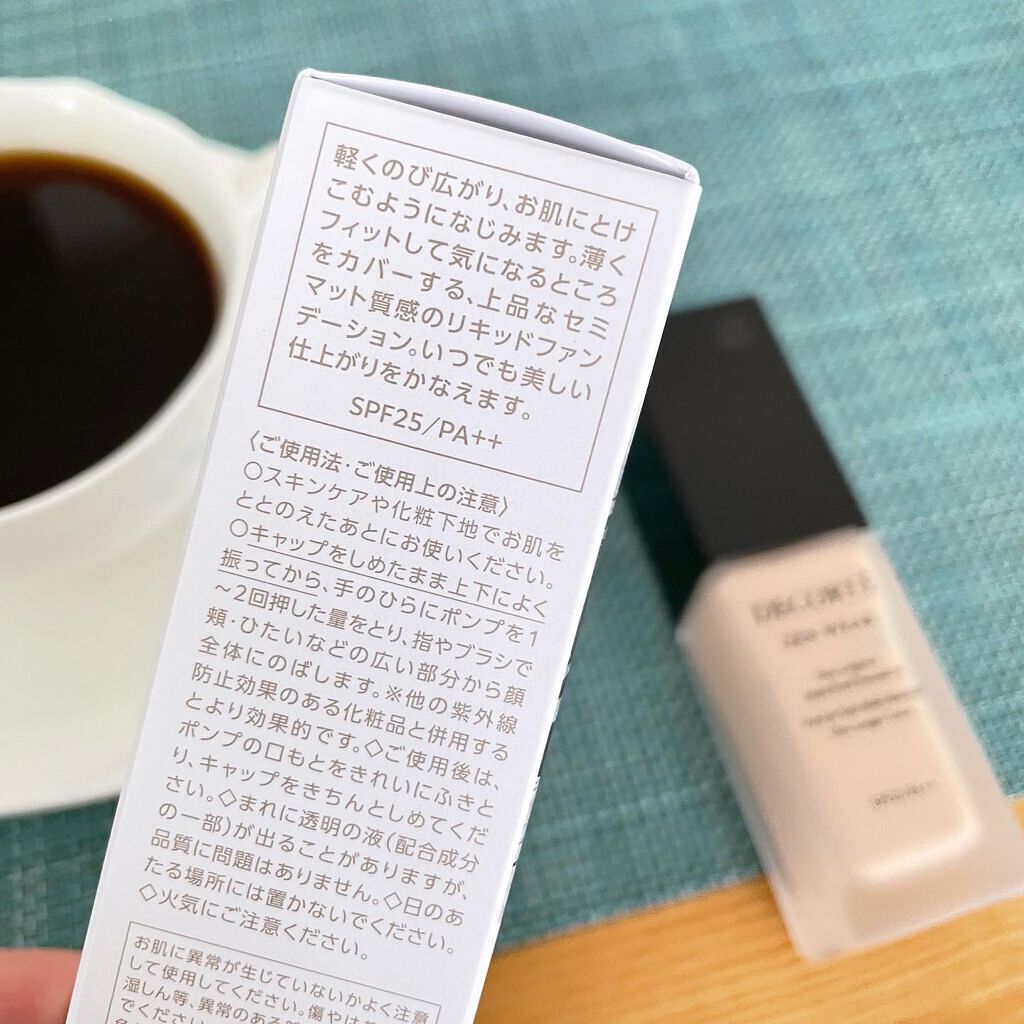 軽くのび広がり、お肌にとけ
こむようになじみます。薄く
フィットして気になるところ
をカバーする、上品なセミ
マット質感のリキッドファン
デーション。いつでも美しい
仕上がりをかなえます。
SPF25/PA++
〈ご使用法・ご使用上の注意〉
○スキンケアや化粧下地でお肌を
ととのえたあとにお使いください。
○キャップをしめたまま上下によく
振ってから、手のひらにポンプを1
～2回押した量をとり、指やブラシで
頬・ひたいなどの広い部分から顔
全体にのばします。※他の紫外線
防止効果のある化粧品と併用する
とより効果的です。◇ご使用後は、
ポンプの口もとをきれいにふきと
り、キャップをきちんとしめてくだ
さい。◇まれに透明の液(配合成分
の一部)が出ることがありますが、
品質に問題はありません。◇日のあ
たる場所には置かないでください。
◇火気にご注意ください。
お肌に異常が生じていないかよく注意
して使用してください。傷やは
湿しん等、異常のある
でくださ
DECORTÉ